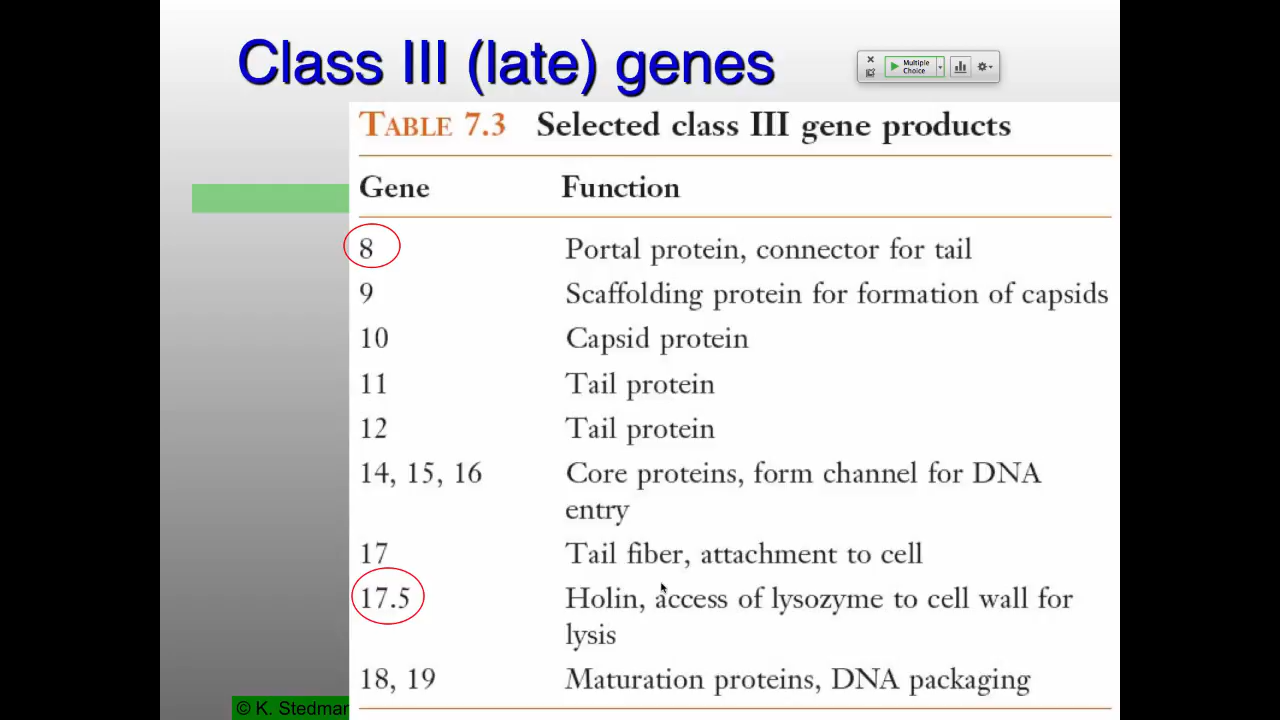 Class III (late) genes
Multiple
Choice
TABLE 7.3 Selected class III gene products
Gene Function
8 Portal protein, connector for tail
9 Scaffolding protein for formation of capsids
10 Capsid protein
11 Tail protein
12 Tail protein
14, 15, 16 Core proteins, form channel for DNA
entry
17 Tail fiber, attachment to cell
17.5 Holin, access of lysozyme to cell wall for
lysis
18, 19 Maturation proteins, DNA packaging
© K. Stedmar